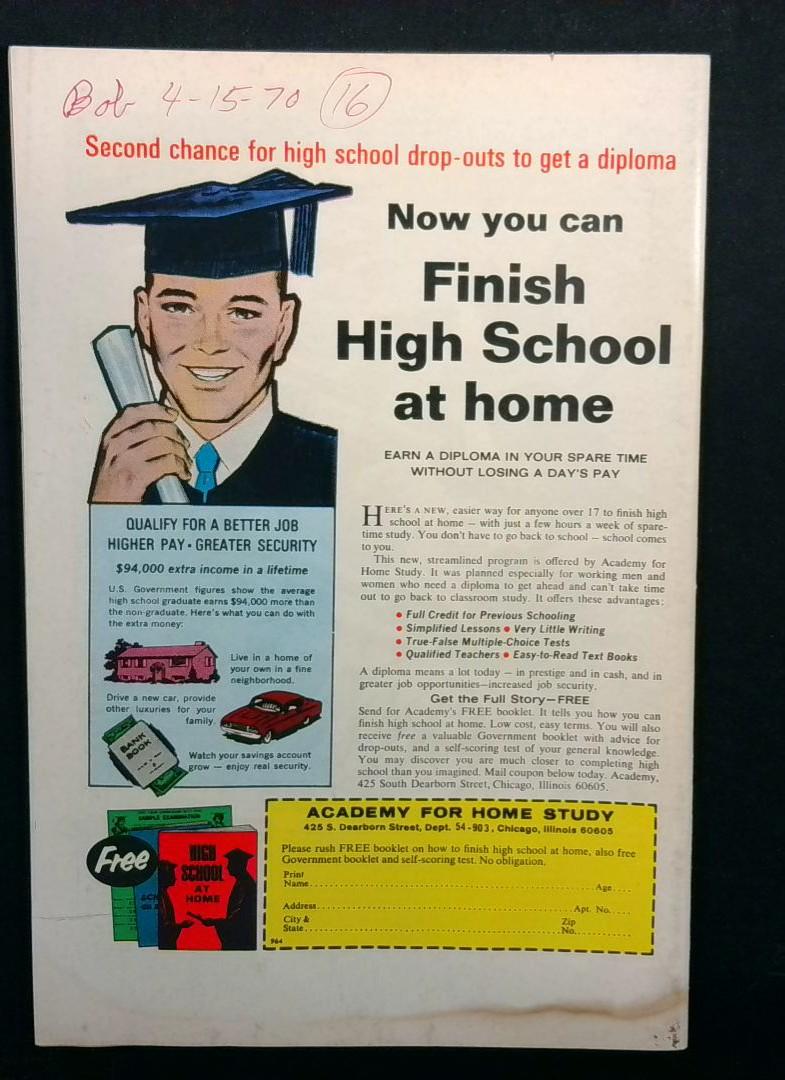 Bob 4-15-70 16
Second chance for high school drop-outs to get a diploma
Now you can
Finish
High School
at home
EARN A DIPLOMA IN YOUR SPARE TIME
WITHOUT LOSING A DAY'S PAY
HERE'S A NEW, easier way for anyone over 17 to finish high
school at home — with just a few hours a week of spare-
time study. You don't have to go back to school — school comes
to you.
This new, streamlined program is offered by Academy for
Home Study. It was planned especially for working men and
women who need a diploma to get ahead and can't take time
out to go back to classroom study. It offers these advantages:
• Full Credit for Previous Schooling
• Simplified Lessons • Very Little Writing
• True-False Multiple-Choice Tests
• Qualified Teachers • Easy-to-Read Text Books
A diploma means a lot today — in prestige and in cash, and in
greater job opportunities—increased job security.
Get the Full Story—FREE
Send for Academy's FREE booklet. It tells you how you can
finish high school at home. Low cost, easy terms. You will also
receive free a valuable Government booklet with advice for
drop-outs, and a self-scoring test of your general knowledge.
You may discover you are much closer to completing high
school than you imagined. Mail coupon below today. Academy,
425 South Dearborn Street, Chicago, Illinois 60605.
QUALIFY FOR A BETTER JOB
HIGHER PAY • GREATER SECURITY
$94,000 extra income in a lifetime
U.S. Government figures show the average
high school graduate earns $94,000 more than
the non-graduate. Here's what you can do with
the extra money:
Live in a home of
your own in a fine
neighborhood.
Drive a new car, provide
other luxuries for your
family.
BANK
BOOK
Watch your savings account
grow — enjoy real security.
SAMPLE EXAMINATION
Free
HIGH
SCHOOL
AT
HOME
ACADEMY FOR HOME STUDY
425 S. Dearborn Street, Dept. 54-903, Chicago, Illinois 60605
Please rush FREE booklet on how to finish high school at home, also free
Government booklet and self-scoring test. No obligation.
Print
Name Age
Address Apt. No.
City & Zip
State No.
964